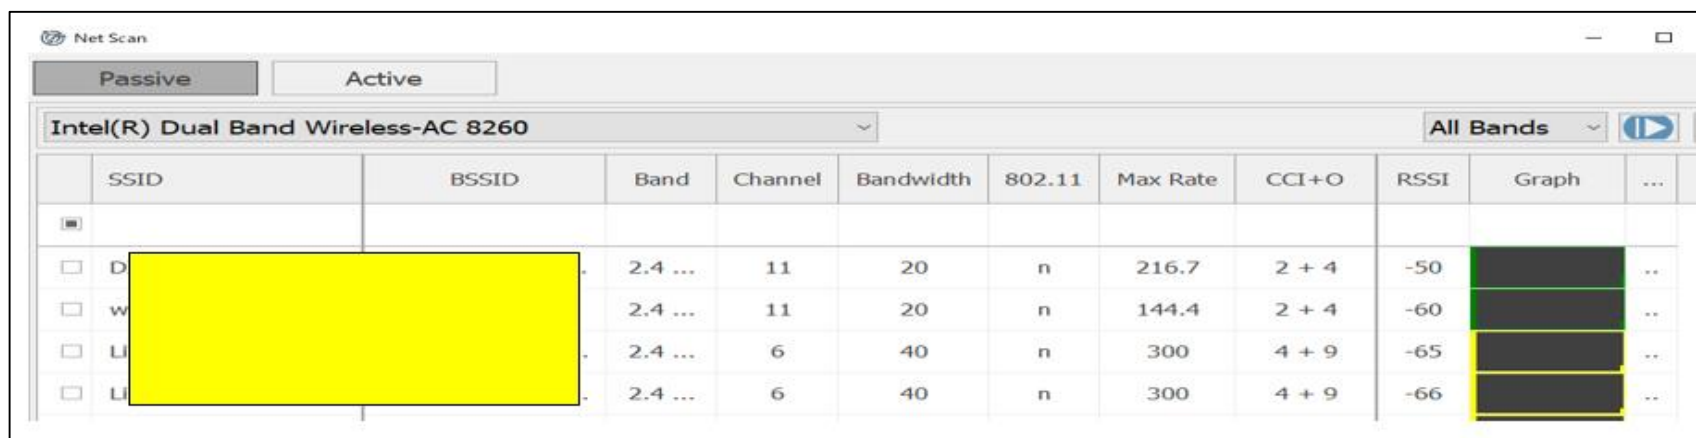 Net Scan
Passive Active
Intel(R) Dual Band Wireless-AC 8260 All Bands
SSID BSSID Band Channel Bandwidth 802.11 Max Rate CCI+O RSSI Graph ...
D . 2.4 ... 11 20 n 216.7 2 + 4 -50 ..
w 2.4 ... 11 20 n 144.4 2 + 4 -60 ..
Li . 2.4 ... 6 40 n 300 4 + 9 -65 ..
Li . 2.4 ... 6 40 n 300 4 + 9 -66 ..